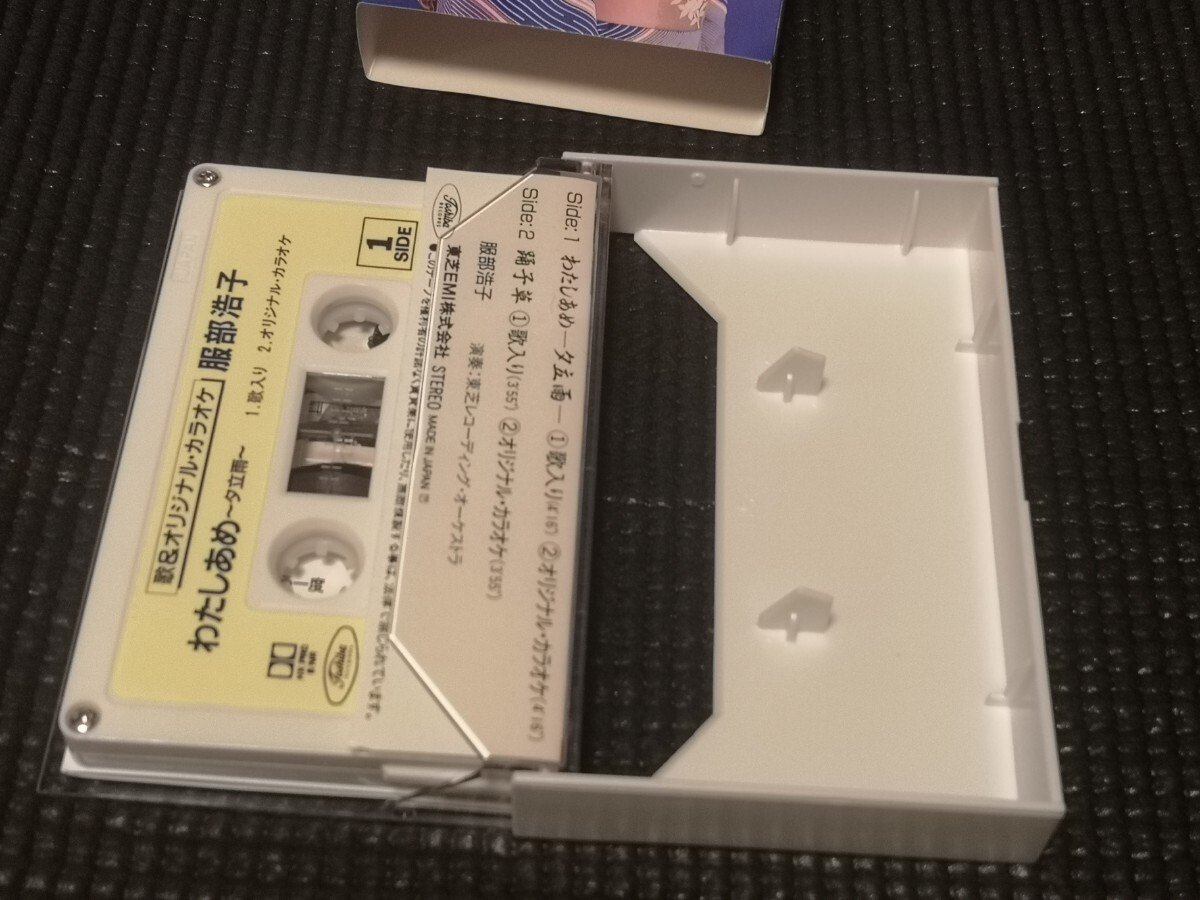 Side: 1 わたしあめ―夕立雨― ①歌入り(4'16") ②オリジナル・カラオケ(4'16")
Side: 2 踊子草 ①歌入り(3'55") ②オリジナル・カラオケ(3'55")
服部浩子 演奏:東芝レコーディング・オーケストラ
Toshiba
RECORDS
東芝EMI株式会社 STEREO MADE IN JAPAN
1
SIDE
歌&オリジナル・カラオケ 服部浩子
わたしあめ~夕立雨~
1.歌入り 2.オリジナル・カラオケ
Toshiba